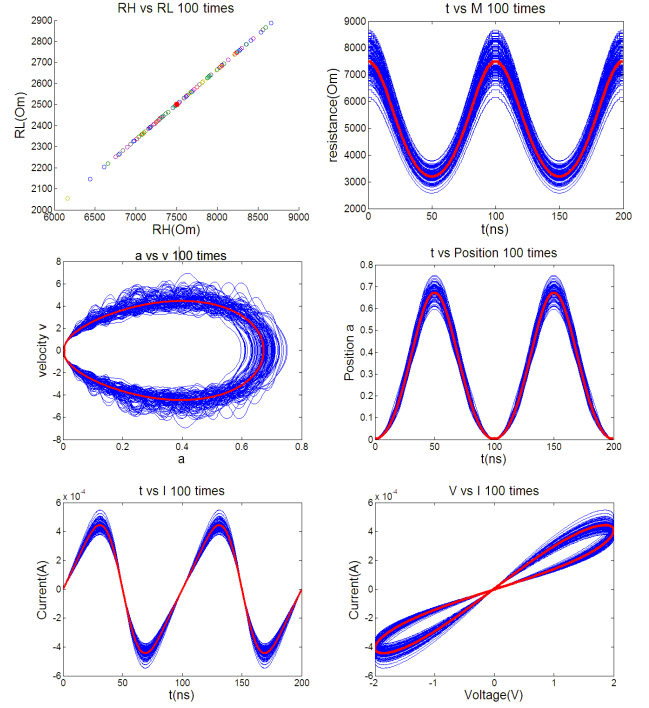 RH vs RL 100 times
2900
2800
2700
2600
2500
2400
2300
2200
2100
2000
RL(Om)
6000 6500 7000 7500 8000 8500 9000
RH(Om)
t vs M 100 times
9000
8000
7000
6000
5000
4000
3000
2000
resistance(Om)
0 50 100 150 200
t(ns)
a vs v 100 times
8
6
4
2
0
-2
-4
-6
-8
velocity v
0 0.2 0.4 0.6 0.8
a
t vs Position 100 times
0.8
0.7
0.6
0.5
0.4
0.3
0.2
0.1
0
Position a
0 50 100 150 200
t(ns)
t vs I 100 times
x 10-4
6
4
2
0
-2
-4
-6
Current(A)
0 50 100 150 200
t(ns)
V vs I 100 times
x 10-4
6
4
2
0
-2
-4
-6
Current(A)
-2 -1 0 1 2
Voltage(V)